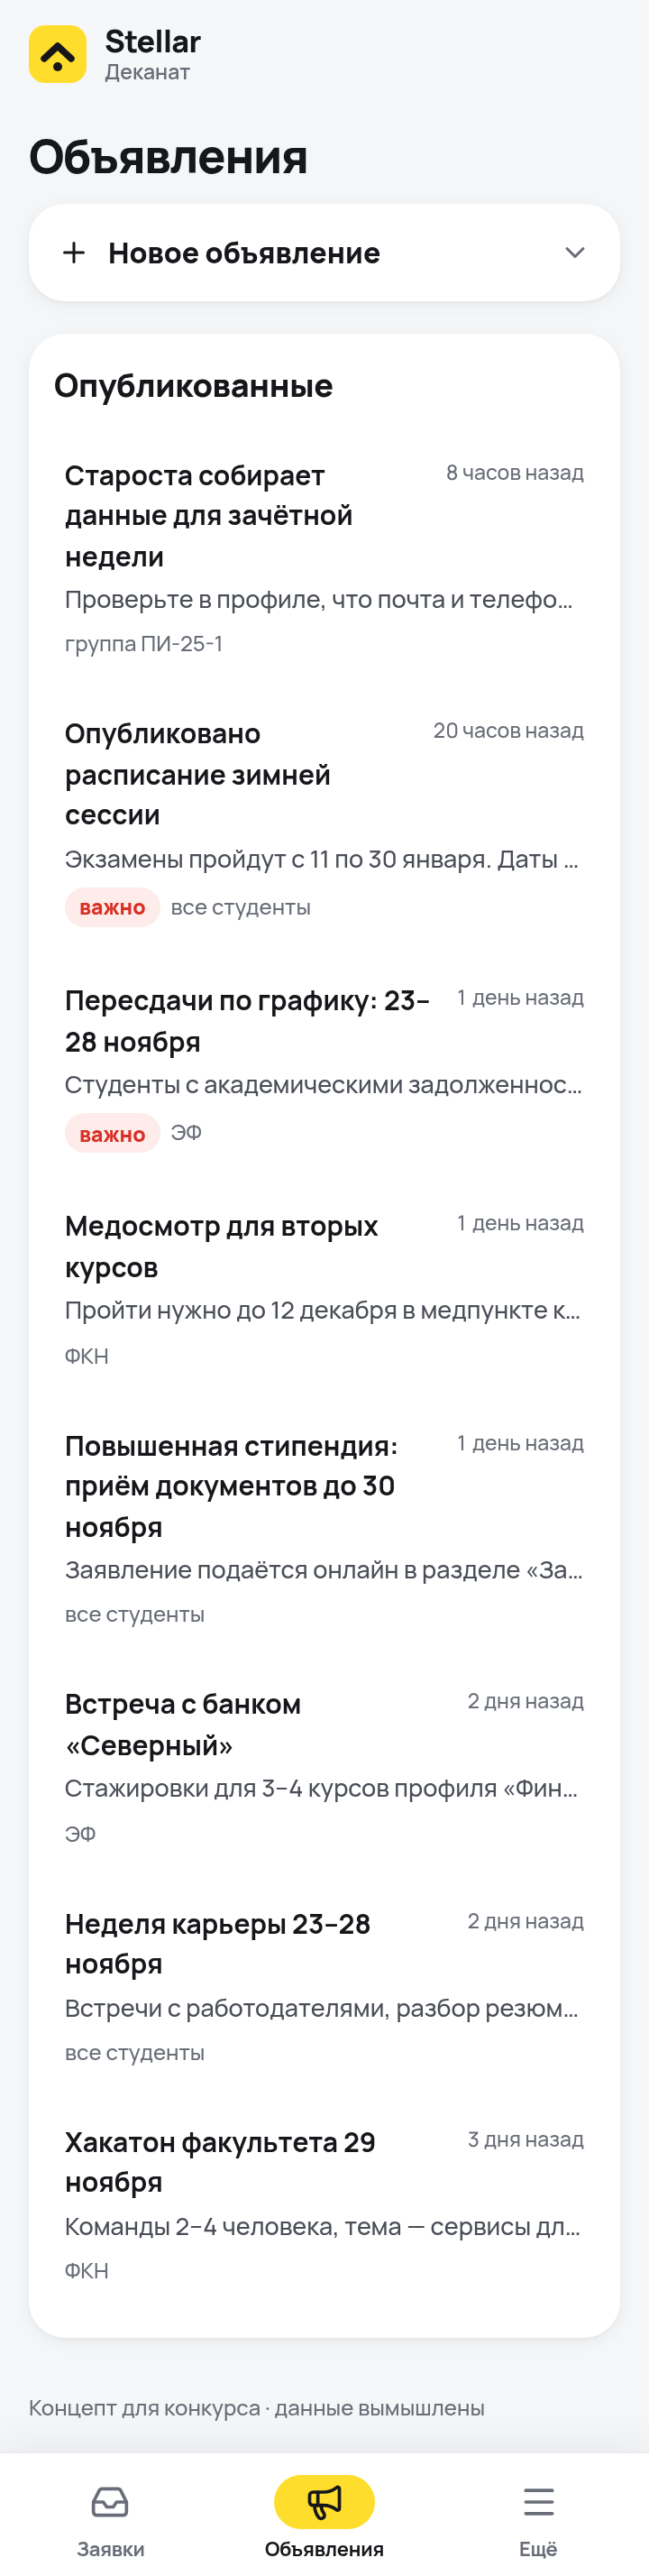 Stellar
Деканат
Объявления
Новое объявление
Опубликованные
Староста собирает 8 часов назад
данные для зачётной
недели
Проверьте в профиле, что почта и телефо...
группа ПИ-25-1
Опубликовано 20 часов назад
расписание зимней
сессии
Экзамены пройдут с 11 по 30 января. Даты ...
важно все студенты
Пересдачи по графику: 23– 1 день назад
28 ноября
Студенты с академическими задолженнос...
важно ЭФ
Медосмотр для вторых 1 день назад
курсов
Пройти нужно до 12 декабря в медпункте к...
ФКН
Повышенная стипендия: 1 день назад
приём документов до 30
ноября
Заявление подаётся онлайн в разделе «За...
все студенты
Встреча с банком 2 дня назад
«Северный»
Стажировки для 3–4 курсов профиля «Фин...
ЭФ
Неделя карьеры 23–28 2 дня назад
ноября
Встречи с работодателями, разбор резюм...
все студенты
Хакатон факультета 29 3 дня назад
ноября
Команды 2–4 человека, тема — сервисы дл...
ФКН
Концепт для конкурса · данные вымышлены
Заявки Объявления Ещё